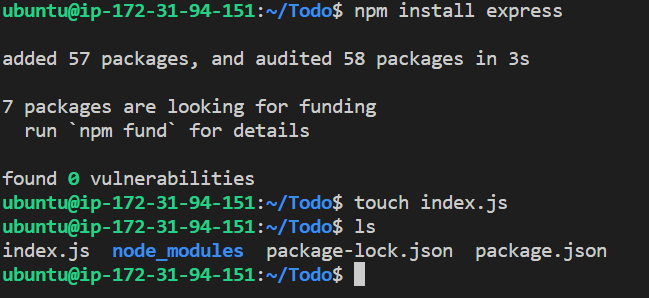 ubuntu@ip-172-31-94-151:~/Todo$ npm install express
added 57 packages, and audited 58 packages in 3s
7 packages are looking for funding
  run `npm fund` for details
found 0 vulnerabilities
ubuntu@ip-172-31-94-151:~/Todo$ touch index.js
ubuntu@ip-172-31-94-151:~/Todo$ ls
index.js  node_modules  package-lock.json  package.json
ubuntu@ip-172-31-94-151:~/Todo$